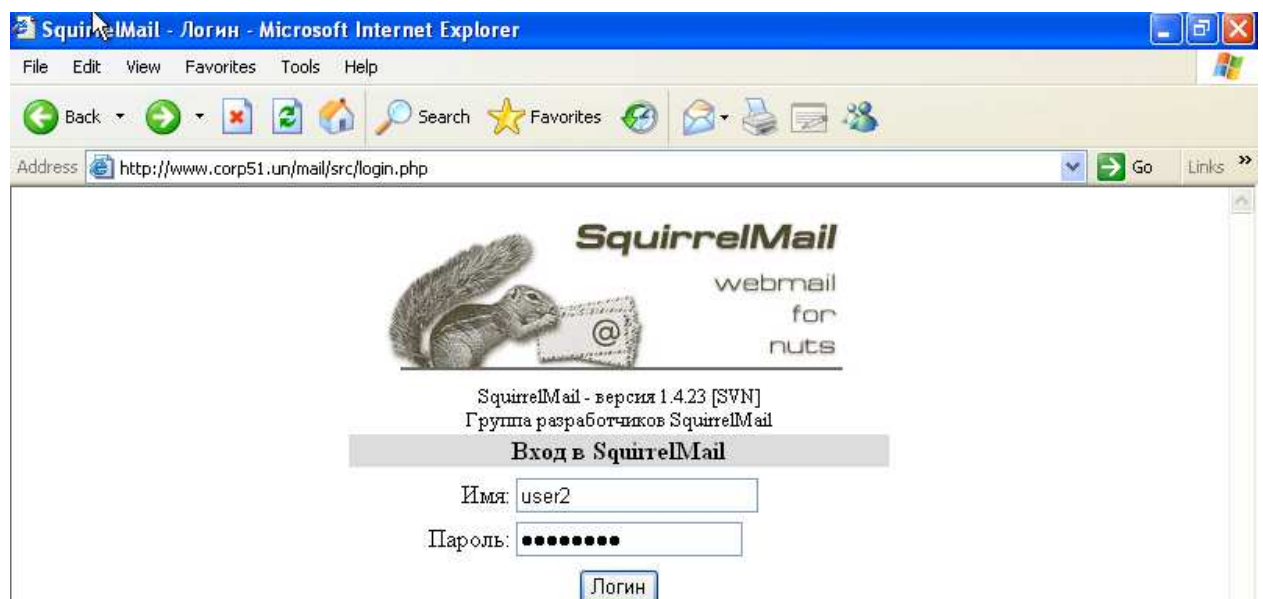 SquirrelMail - Логин - Microsoft Internet Explorer
File Edit View Favorites Tools Help
Back Search Favorites
Address http://www.corp51.un/mail/src/login.php Go Links »
SquirrelMail
webmail
for
nuts
@
SquirrelMail - версия 1.4.23 [SVN]
Группа разработчиков SquirrelMail
Вход в SquirrelMail
Имя: user2
Пароль: ●●●●●●●●
Логин